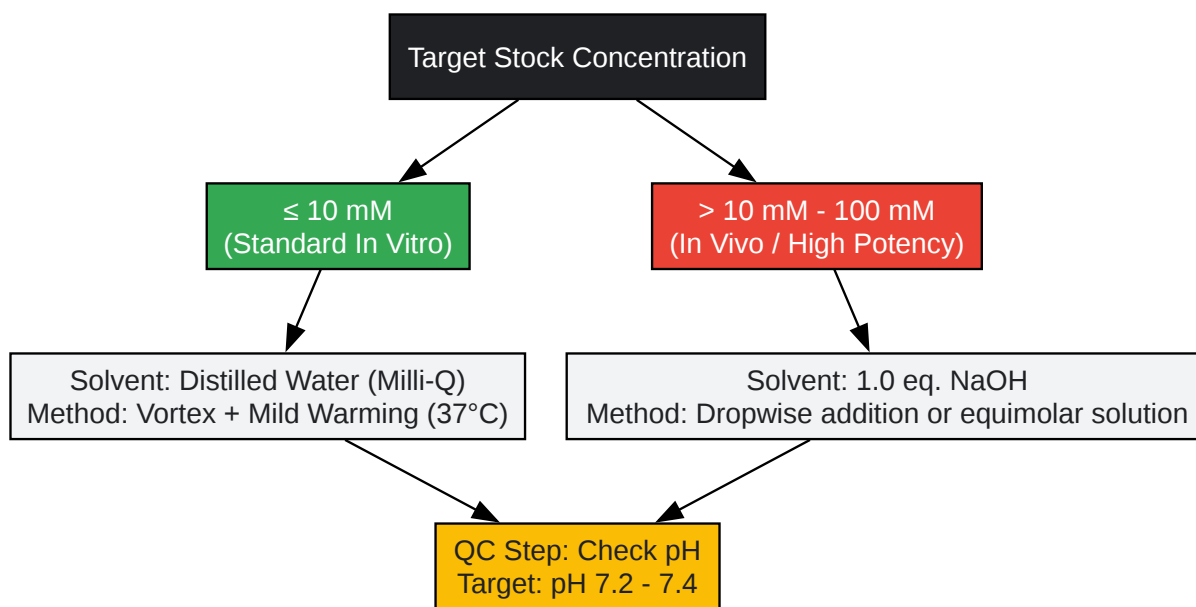 Target Stock Concentration
≤ 10 mM
(Standard In Vitro)
> 10 mM - 100 mM
(In Vivo / High Potency)
Solvent: Distilled Water (Milli-Q)
Method: Vortex + Mild Warming (37°C)
Solvent: 1.0 eq. NaOH
Method: Dropwise addition or equimolar solution
QC Step: Check pH
Target: pH 7.2 - 7.4